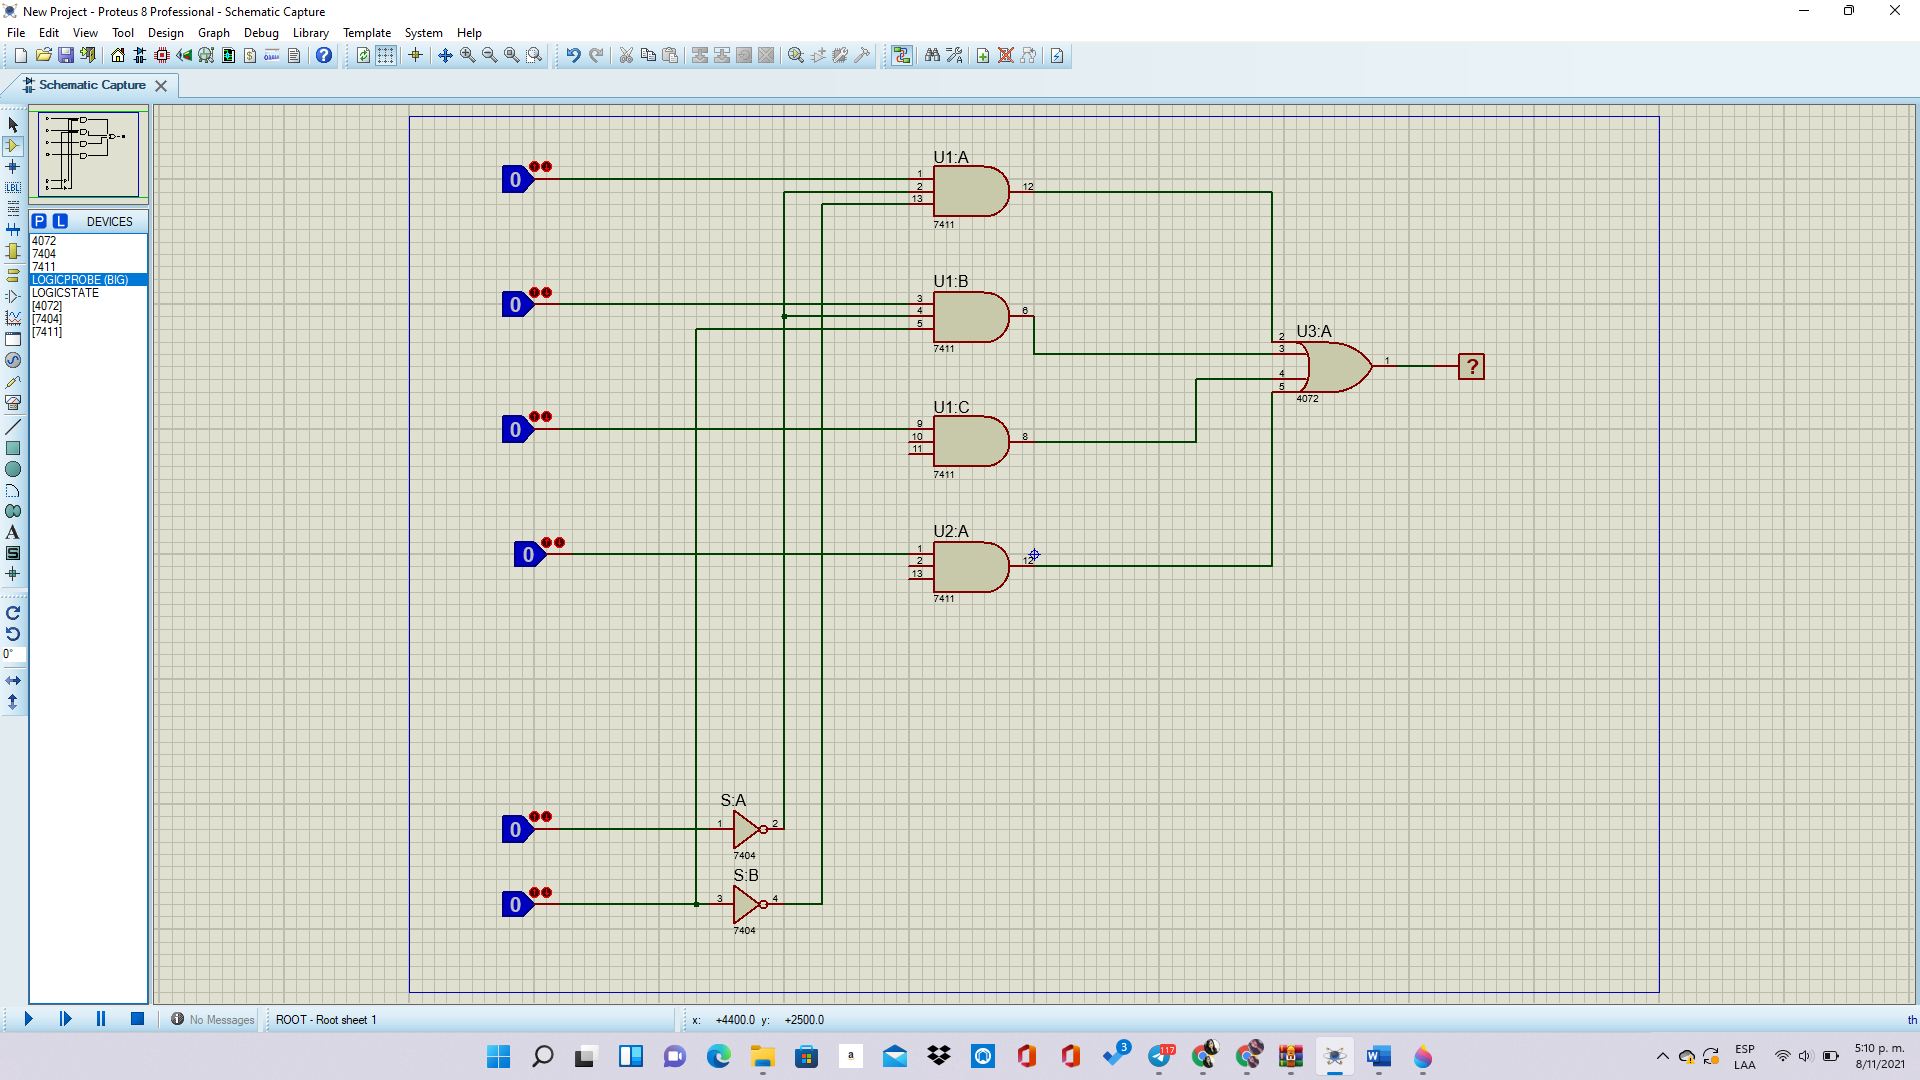 New Project - Proteus 8 Professional - Schematic Capture
File Edit View Tool Design Graph Debug Library Template System Help
Schematic Capture
P L DEVICES
4072
7404
7411
LOGICPROBE (BIG)
LOGICSTATE
[4072]
[7404]
[7411]
LBL
A
S
0°
U1:A
0
1
2
13
12
7411
U1:B
0
3
4
5
6
7411
U3:A
2
3
4
5
1
?
4072
U1:C
0
9
10
11
8
7411
U2:A
0
1
2
13
12
7411
S:A
0
1
2
7404
S:B
0
3
4
7404
No Messages
ROOT - Root sheet 1
x: +4400.0 y: +2500.0
th
a
3
117
W
ESP
LAA
5:10 p. m.
8/11/2021